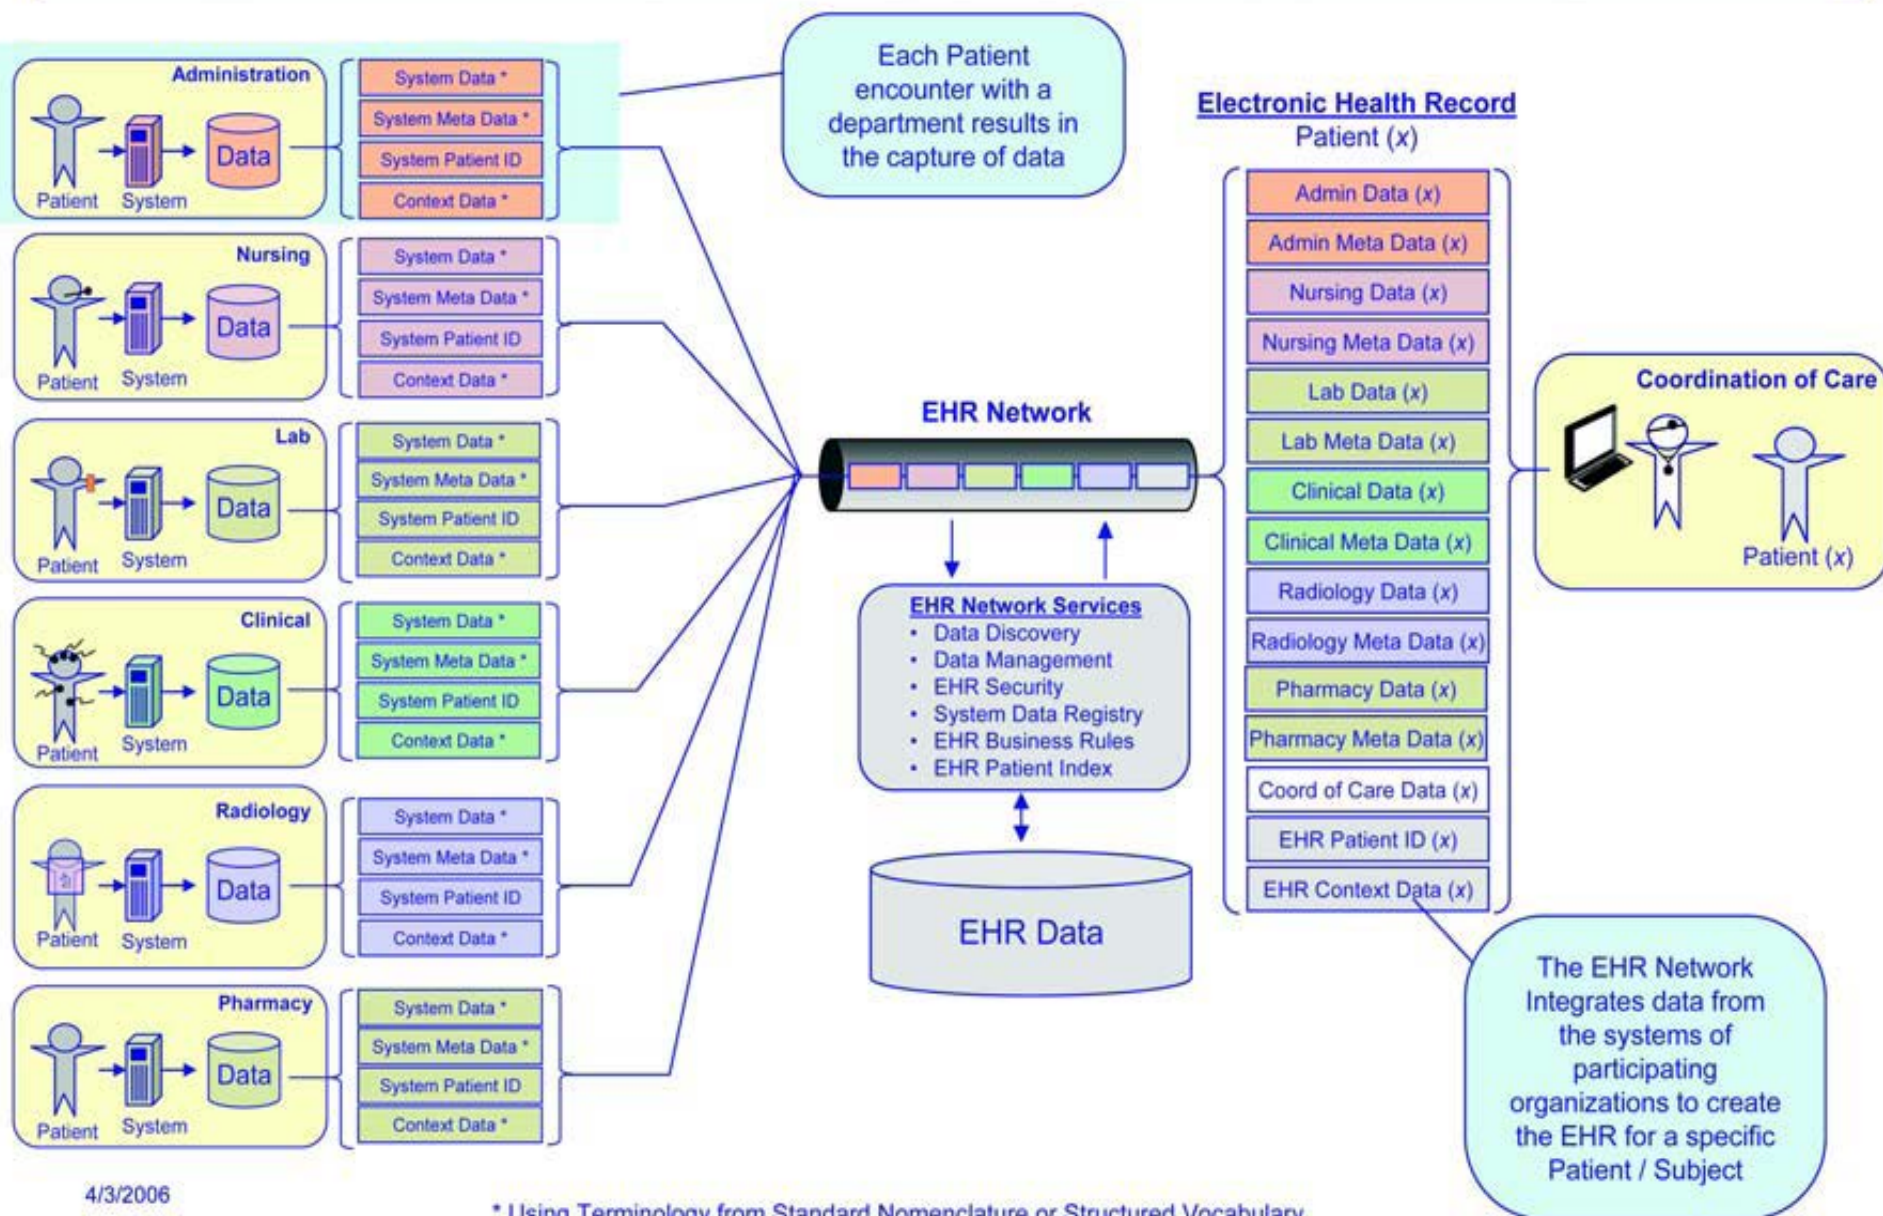 Administration
Patient
System
Data
System Data *
System Meta Data *
System Patient ID
Context Data *
Nursing
Patient
System
Data
System Data *
System Meta Data *
System Patient ID
Context Data *
Lab
Patient
System
Data
System Data *
System Meta Data *
System Patient ID
Context Data *
Clinical
Patient
System
Data
System Data *
System Meta Data *
System Patient ID
Context Data *
Radiology
Patient
System
Data
System Data *
System Meta Data *
System Patient ID
Context Data *
Pharmacy
Patient
System
Data
System Data *
System Meta Data *
System Patient ID
Context Data *
Each Patient
encounter with a
department results in
the capture of data
EHR Network
EHR Network Services
• Data Discovery
• Data Management
• EHR Security
• System Data Registry
• EHR Business Rules
• EHR Patient Index
EHR Data
Electronic Health Record
Patient (x)
Admin Data (x)
Admin Meta Data (x)
Nursing Data (x)
Nursing Meta Data (x)
Lab Data (x)
Lab Meta Data (x)
Clinical Data (x)
Clinical Meta Data (x)
Radiology Data (x)
Radiology Meta Data (x)
Pharmacy Data (x)
Pharmacy Meta Data (x)
Coord of Care Data (x)
EHR Patient ID (x)
EHR Context Data (x)
Coordination of Care
Patient (x)
The EHR Network
Integrates data from
the systems of
participating
organizations to create
the EHR for a specific
Patient / Subject
4/3/2006
* Using Terminology from Standard Nomenclature or Structured Vocabulary